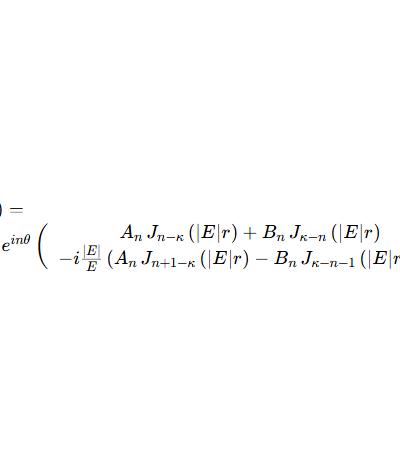 ) =
e^{inθ} ( A_n J_{n−κ} (|E|r) + B_n J_{κ−n} (|E|r)
−i |E|/E (A_n J_{n+1−κ} (|E|r) − B_n J_{κ−n−1} (|E|r